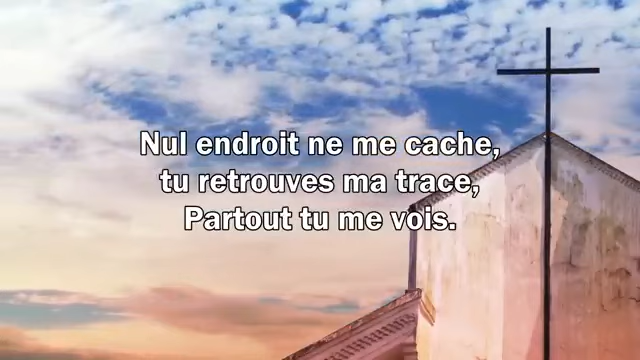 Nul endroit ne me cache,
tu retrouves ma trace,
Partout tu me vois.